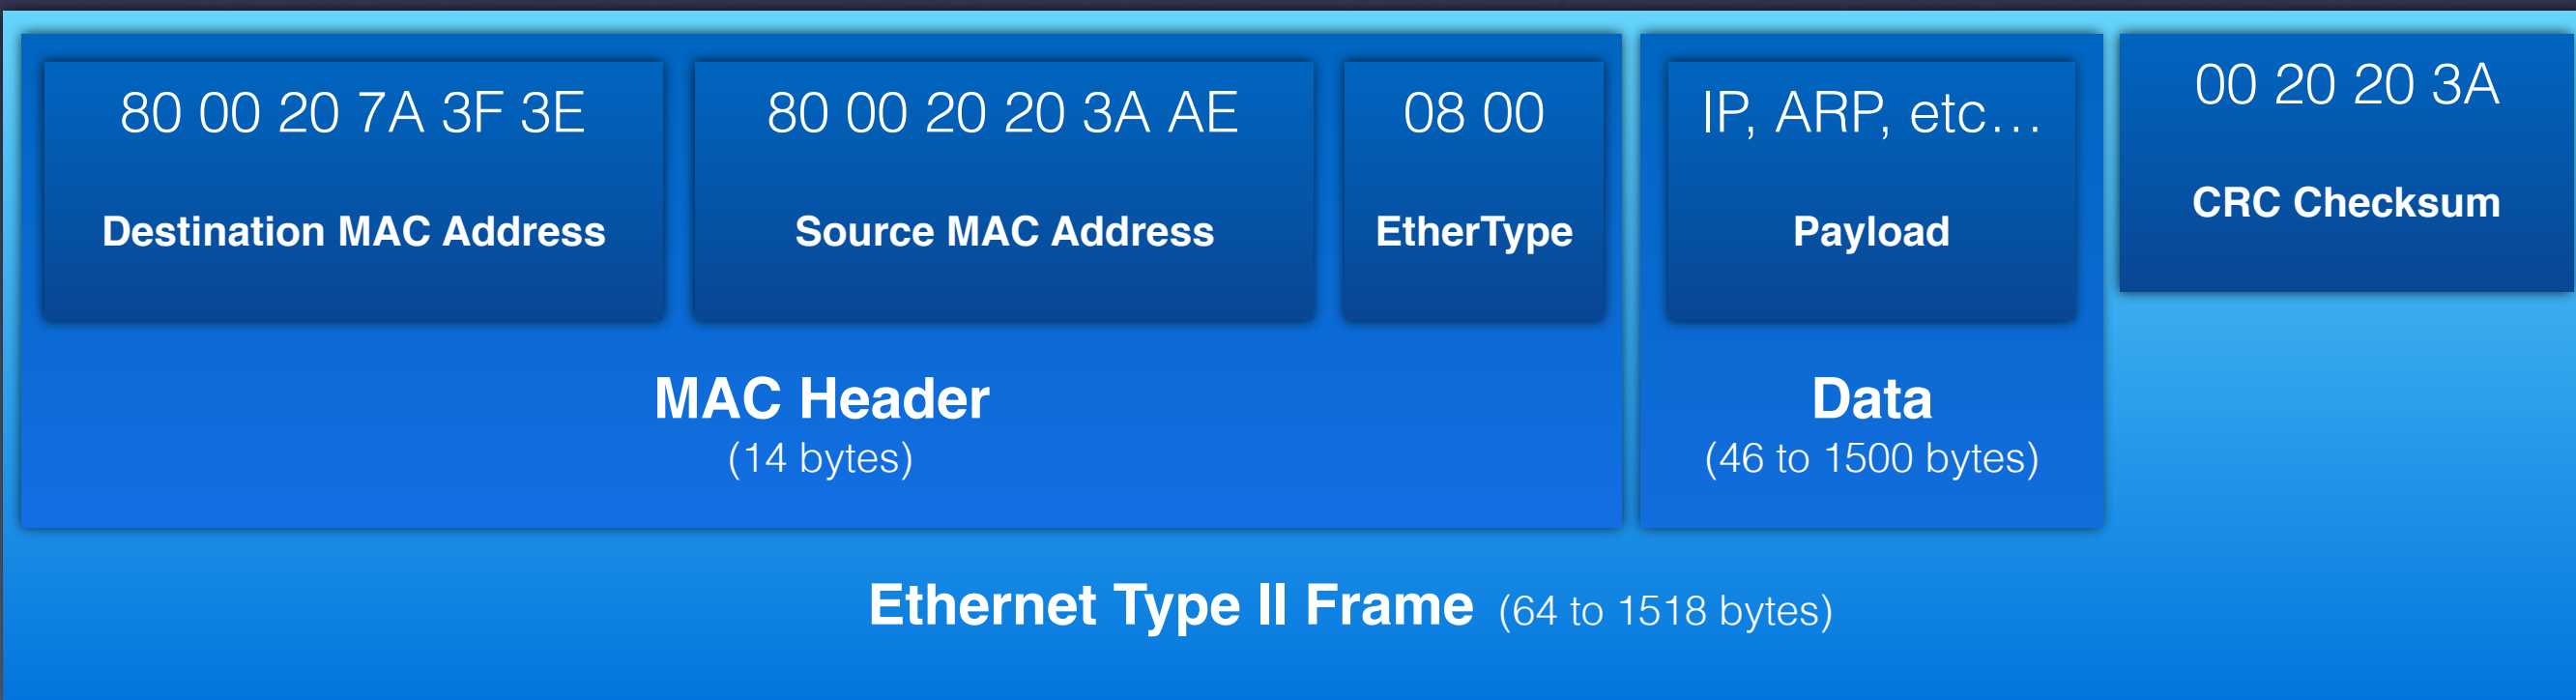 80 00 20 7A 3F 3E
Destination MAC Address
80 00 20 20 3A AE
Source MAC Address
08 00
EtherType
MAC Header
(14 bytes)
IP, ARP, etc…
Payload
Data
(46 to 1500 bytes)
00 20 20 3A
CRC Checksum
Ethernet Type II Frame (64 to 1518 bytes)